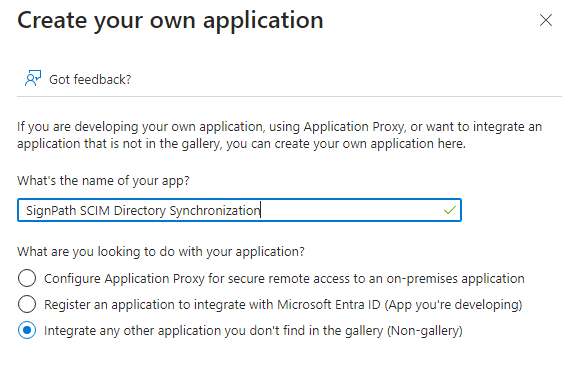 Create your own application
Got feedback?
If you are developing your own application, using Application Proxy, or want to integrate an
application that is not in the gallery, you can create your own application here.
What's the name of your app?
SignPath SCIM Directory Synchronization
What are you looking to do with your application?
Configure Application Proxy for secure remote access to an on-premises application
Register an application to integrate with Microsoft Entra ID (App you're developing)
Integrate any other application you don't find in the gallery (Non-gallery)